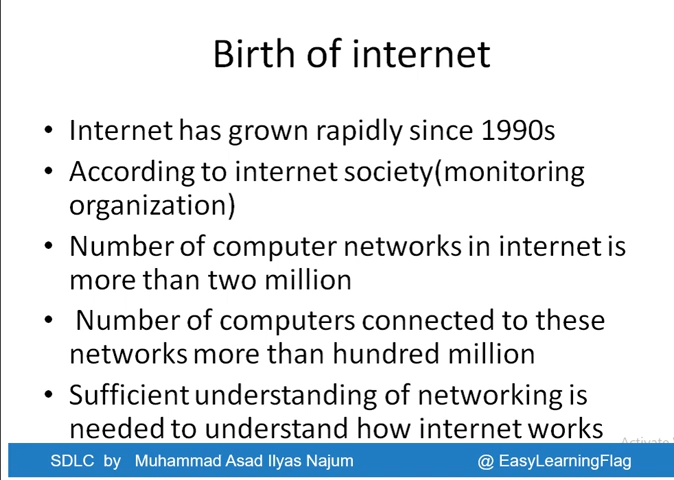 Birth of internet
• Internet has grown rapidly since 1990s
• According to internet society(monitoring
organization)
• Number of computer networks in internet is
more than two million
• Number of computers connected to these
networks more than hundred million
• Sufficient understanding of networking is
needed to understand how internet works
SDLC by Muhammad Asad Ilyas Najum @ EasyLearningFlag